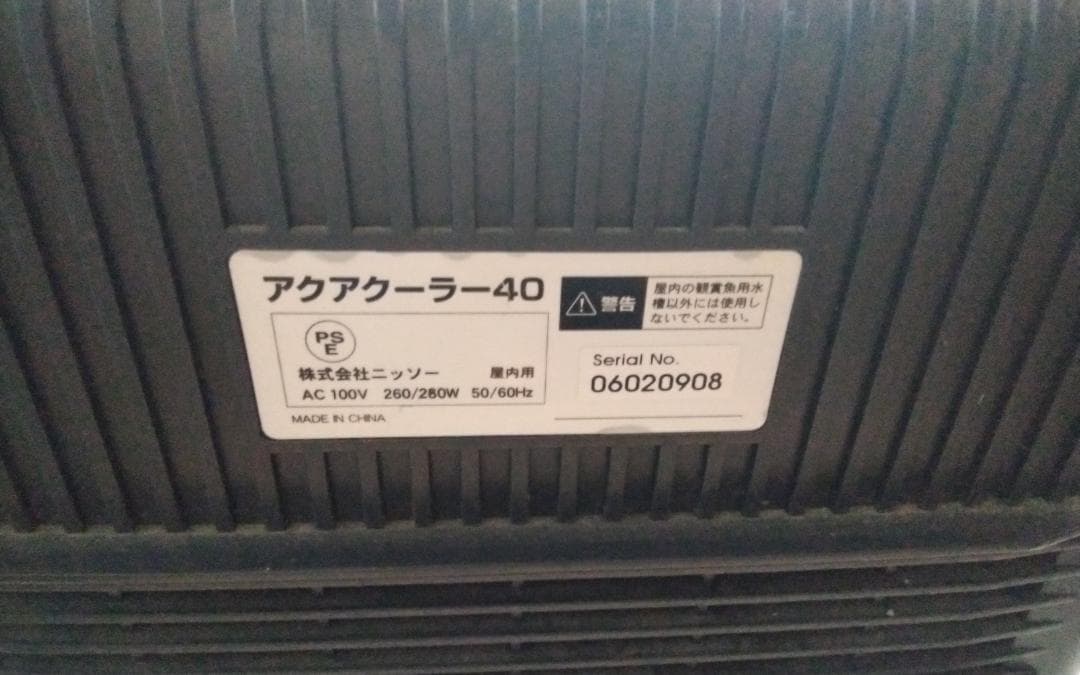 アクアクーラー40
PS
E
株式会社ニッソー 屋内用
AC 100V 260/280W 50/60Hz
MADE IN CHINA
警告
屋内の観賞魚用水
槽以外には使用し
ないでください。
Serial No.
06020908